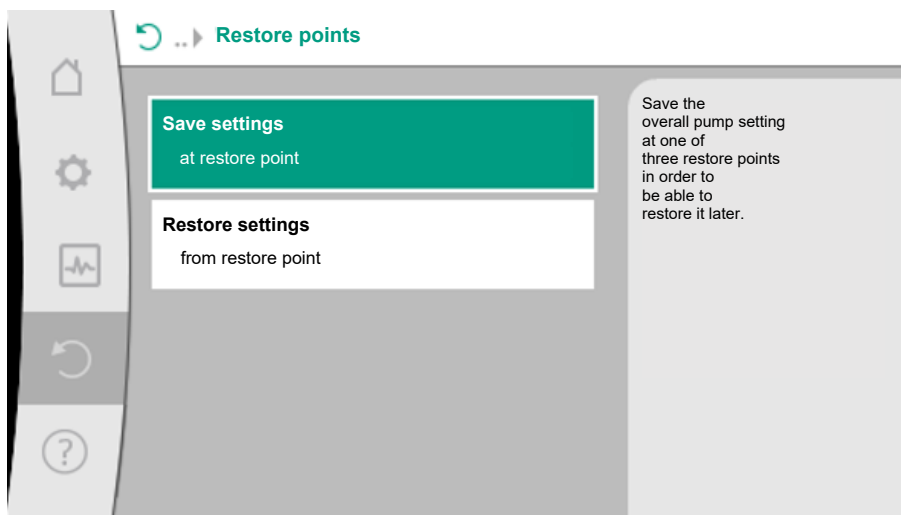 .. Restore points
Save settings
at restore point
Restore settings
from restore point
Save the
overall pump setting
at one of
three restore points
in order to
be able to
restore it later.
?